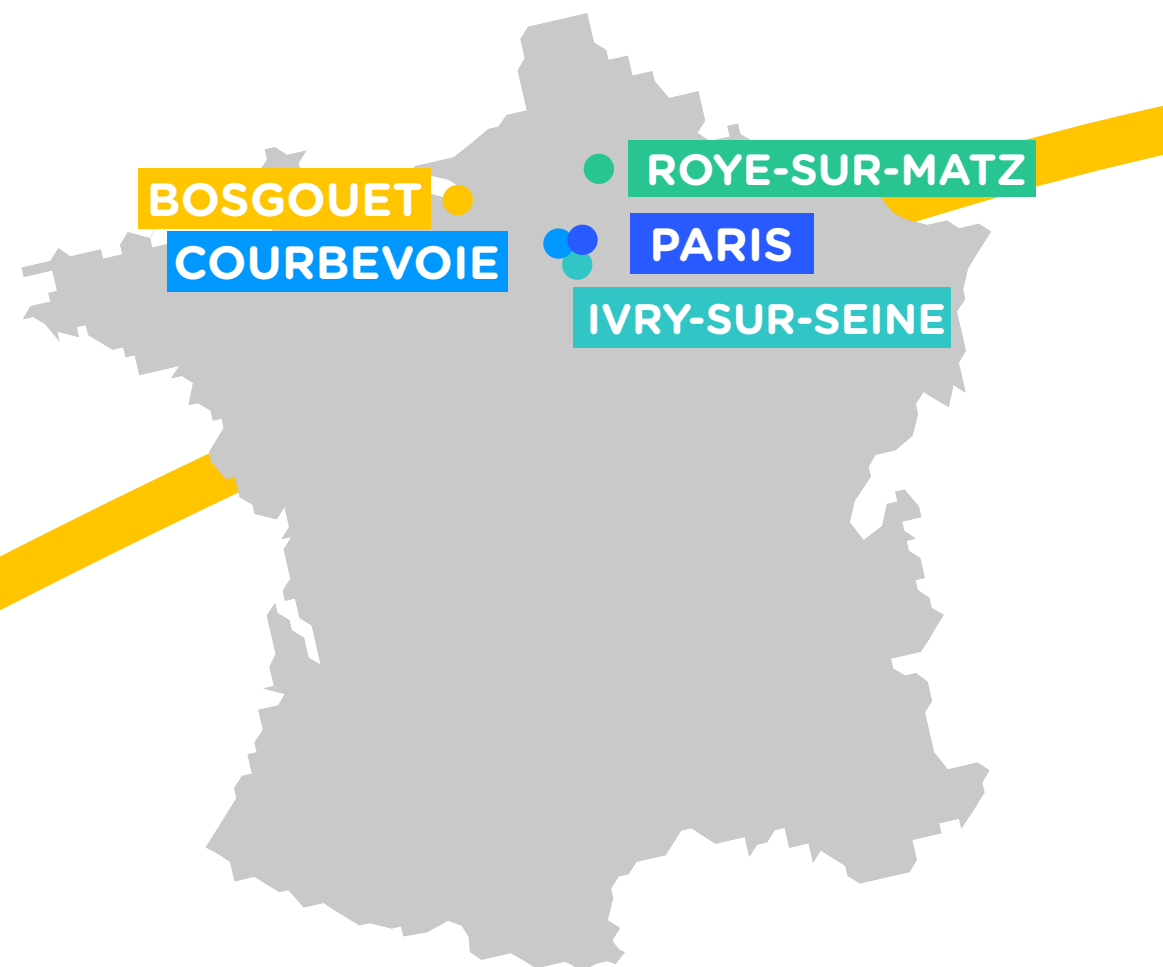 ROYE-SUR-MATZ
BOSGOUET
PARIS
COURBEVOIE
IVRY-SUR-SEINE